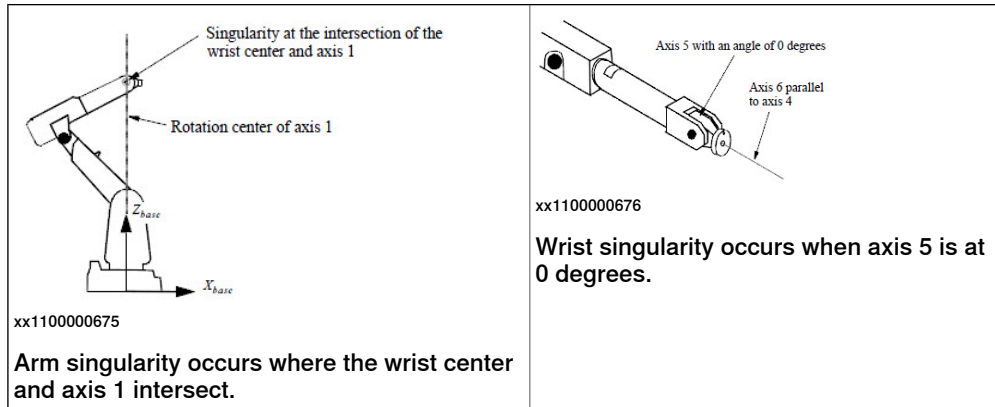 Singularity at the intersection of the
wrist center and axis 1
Rotation center of axis 1
Zbase
Xbase
xx1100000675
Arm singularity occurs where the wrist center
and axis 1 intersect.
Axis 5 with an angle of 0 degrees
Axis 6 parallel
to axis 4
xx1100000676
Wrist singularity occurs when axis 5 is at
0 degrees.